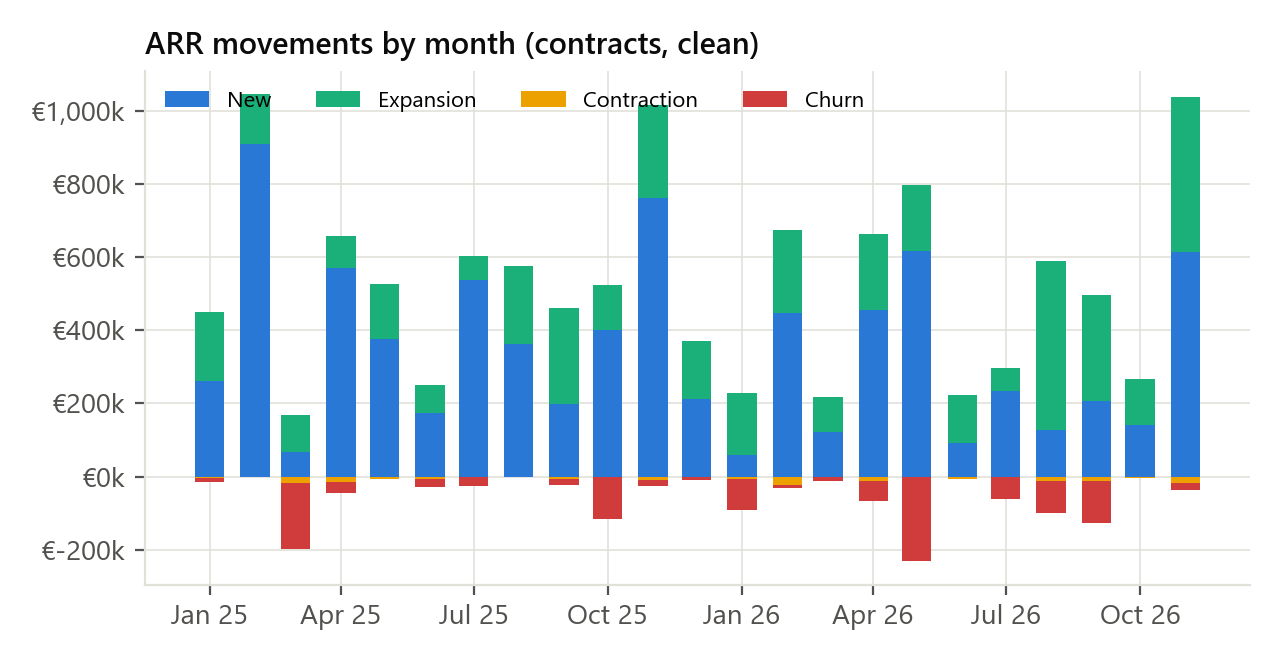 ARR movements by month (contracts, clean)
New Expansion Contraction Churn
€1,000k
€800k
€600k
€400k
€200k
€0k
€-200k
Jan 25 Apr 25 Jul 25 Oct 25 Jan 26 Apr 26 Jul 26 Oct 26